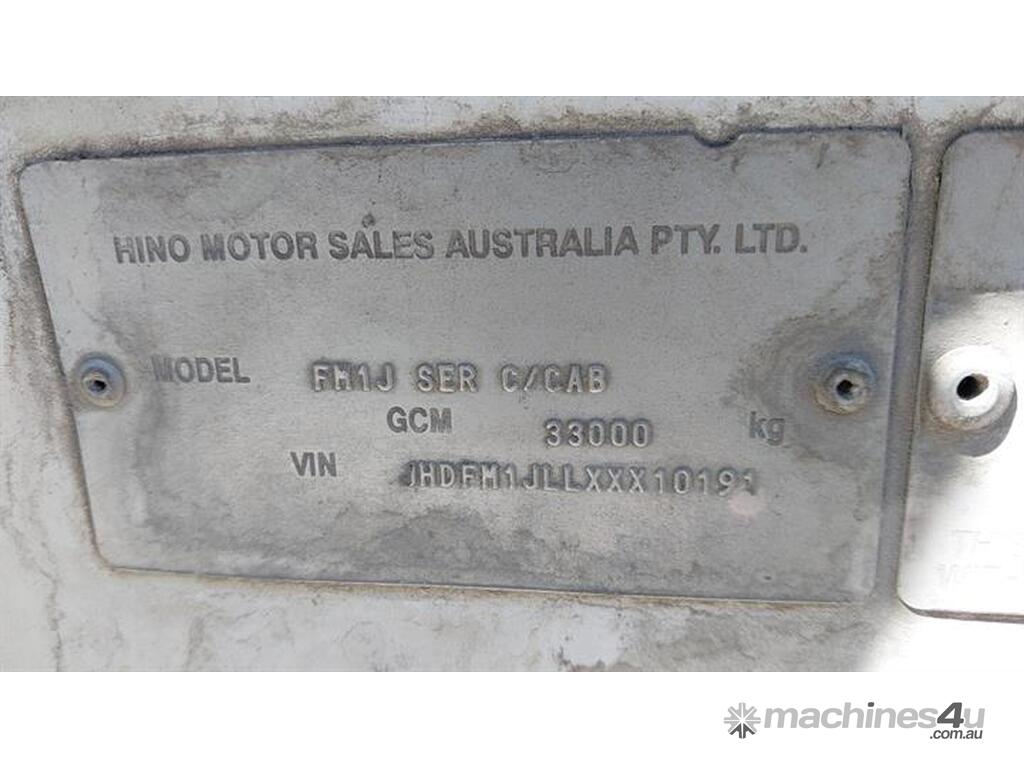 HINO MOTOR SALES AUSTRALIA PTY. LTD.
MODEL FM1J SER C/CAB
GCM 33000 kg
VIN JHDFM1JLLXXX10191
machines4u
.com.au